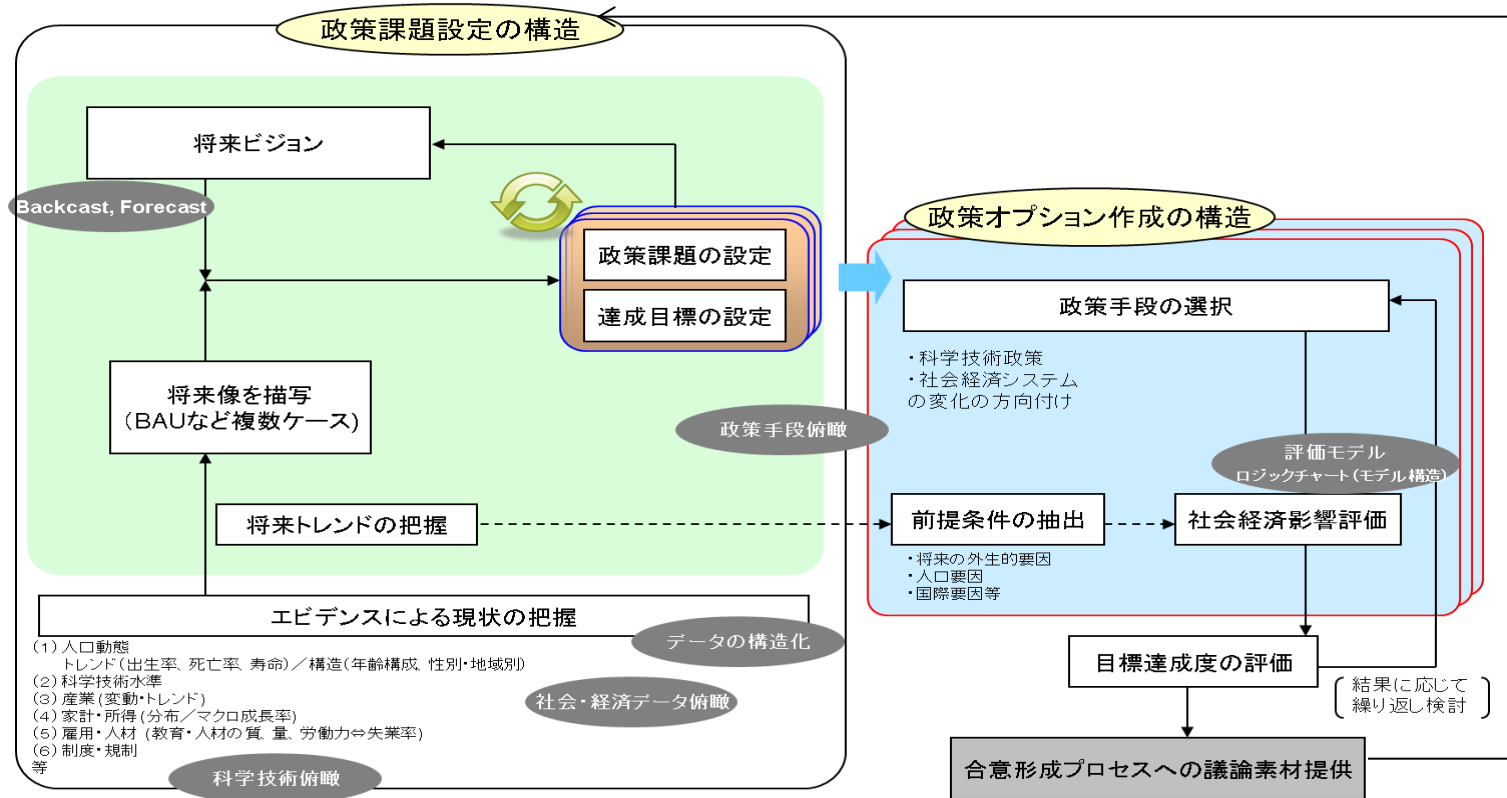 政策課題設定の構造
将来ビジョン
Backcast, Forecast
政策課題の設定
達成目標の設定
将来像を描写
(BAUなど複数ケース)
将来トレンドの把握
エビデンスによる現状の把握
データの構造化
(1) 人口動態
トレンド(出生率、死亡率、寿命)／構造(年齢構成、性別・地域別)
(2) 科学技術水準
(3) 産業(変動・トレンド)
(4) 家計・所得(分布／マクロ成長率)
(5) 雇用・人材 (教育・人材の質、量、労働力⇔失業率)
(6) 制度・規制
等
社会・経済データ俯瞰
科学技術俯瞰
政策手段俯瞰
政策オプション作成の構造
政策手段の選択
・科学技術政策
・社会経済システム
の変化の方向付け
評価モデル
ロジックチャート(モデル構造)
前提条件の抽出
社会経済影響評価
・将来の外生的要因
・人口要因
・国際要因等
目標達成度の評価
結果に応じて
繰り返し検討
合意形成プロセスへの議論素材提供